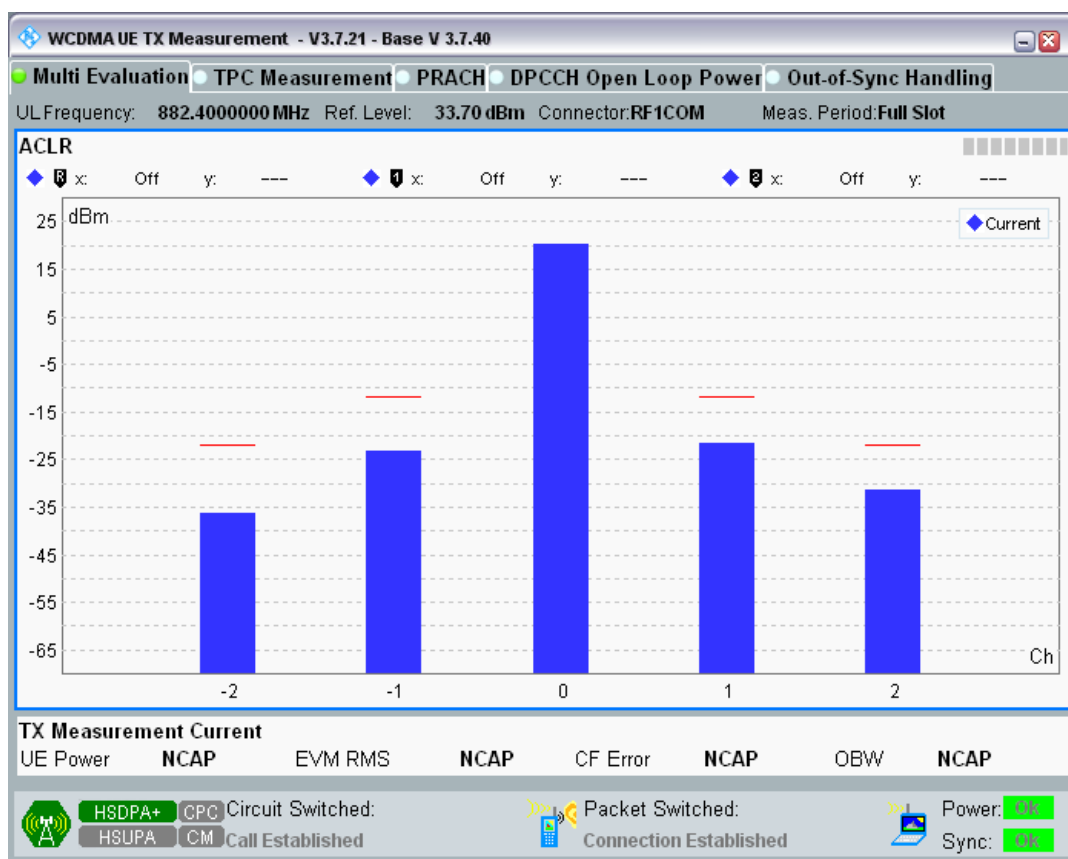 WCDMA UE TX Measurement - V3.7.21 - Base V 3.7.40
Multi Evaluation TPC Measurement PRACH DPCCH Open Loop Power Out-of-Sync Handling
UL Frequency: 882.4000000 MHz Ref. Level: 33.70 dBm Connector: RF1COM Meas. Period: Full Slot
ACLR
R x: Off y: --- 1 x: Off y: --- 2 x: Off y: ---
dBm
Current
25
15
5
-5
-15
-25
-35
-45
-55
-65
Ch
-2 -1 0 1 2
TX Measurement Current
UE Power NCAP EVM RMS NCAP CF Error NCAP OBW NCAP
HSDPA+ CPC Circuit Switched: Packet Switched: Power: Ok
HSUPA CM Call Established Connection Established Sync: OK